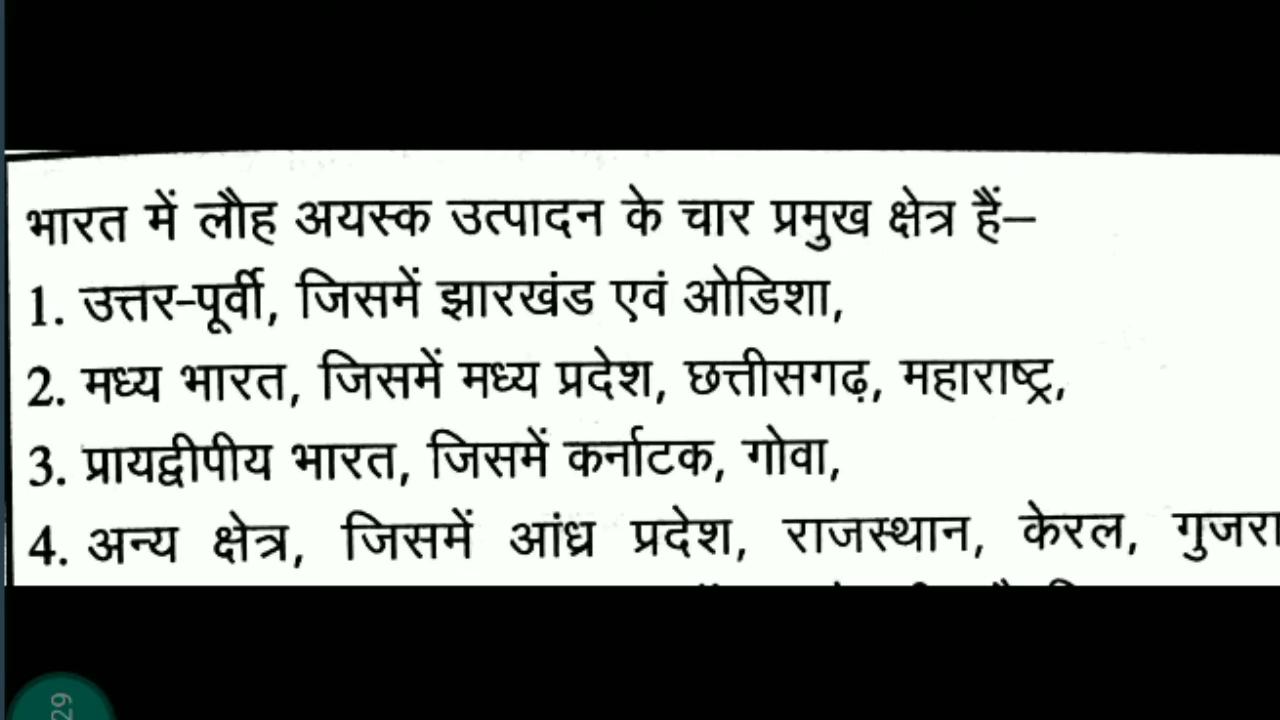 भारत में लौह अयस्क उत्पादन के चार प्रमुख क्षेत्र हैं–
1. उत्तर-पूर्वी, जिसमें झारखंड एवं ओडिशा,
2. मध्य भारत, जिसमें मध्य प्रदेश, छत्तीसगढ़, महाराष्ट्र,
3. प्रायद्वीपीय भारत, जिसमें कर्नाटक, गोवा,
4. अन्य क्षेत्र, जिसमें आंध्र प्रदेश, राजस्थान, केरल,
29